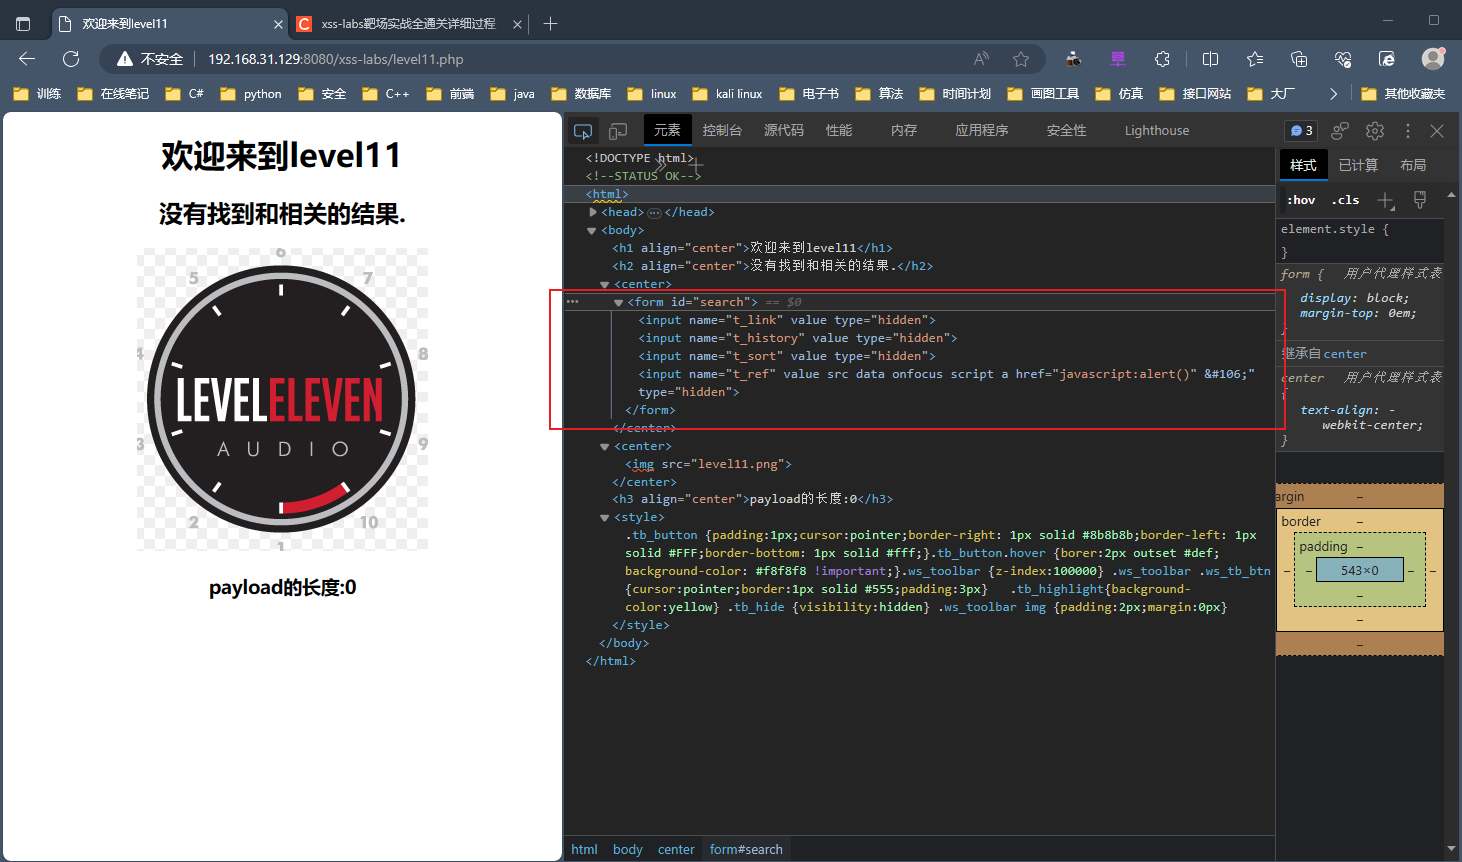 欢迎来到level11
xss-labs靶场实战全通关详细过程
不安全 192.168.31.129:8080/xss-labs/level11.php
训练 在线笔记 C# python 安全 C++ 前端 java 数据库 linux kali linux 电子书 算法 时间计划 画图工具 仿真 接口网站 大厂 其他收藏夹
欢迎来到level11
没有找到和相关的结果.
6
5 7
4 8
LEVELELEVEN
AUDIO
3 9
2 10
1
payload的长度:0
元素 控制台 源代码 性能 内存 应用程序 安全性 Lighthouse 3
<!DOCTYPE html>
<!--STATUS OK-->
<html>
<head> ⋯ </head>
<body>
<h1 align="center">欢迎来到level11</h1>
<h2 align="center">没有找到和相关的结果.</h2>
<center>
<form id="search"> == $0
<input name="t_link" value type="hidden">
<input name="t_history" value type="hidden">
<input name="t_sort" value type="hidden">
<input name="t_ref" value src data onfocus script a href="javascript:alert()" &#106;"
type="hidden">
</form>
</center>
<center>
<img src="level11.png">
</center>
<h3 align="center">payload的长度:0</h3>
<style>
.tb_button {padding:1px;cursor:pointer;border-right: 1px solid #8b8b8b;border-left: 1px
solid #FFF;border-bottom: 1px solid #fff;}.tb_button.hover {borer:2px outset #def;
background-color: #f8f8f8 !important;}.ws_toolbar {z-index:100000} .ws_toolbar .ws_tb_btn
{cursor:pointer;border:1px solid #555;padding:3px} .tb_highlight{background-
color:yellow} .tb_hide {visibility:hidden} .ws_toolbar img {padding:2px;margin:0px}
</style>
</body>
</html>
html body center form#search
样式 已计算 布局
:hov .cls
element.style {
}
form { 用户代理样式表
display: block;
margin-top: 0em;
}
继承自 center
center 用户代理样式表
{
text-align: -
webkit-center;
}
argin –
border –
padding –
– – 543×0 – –
–
–
–